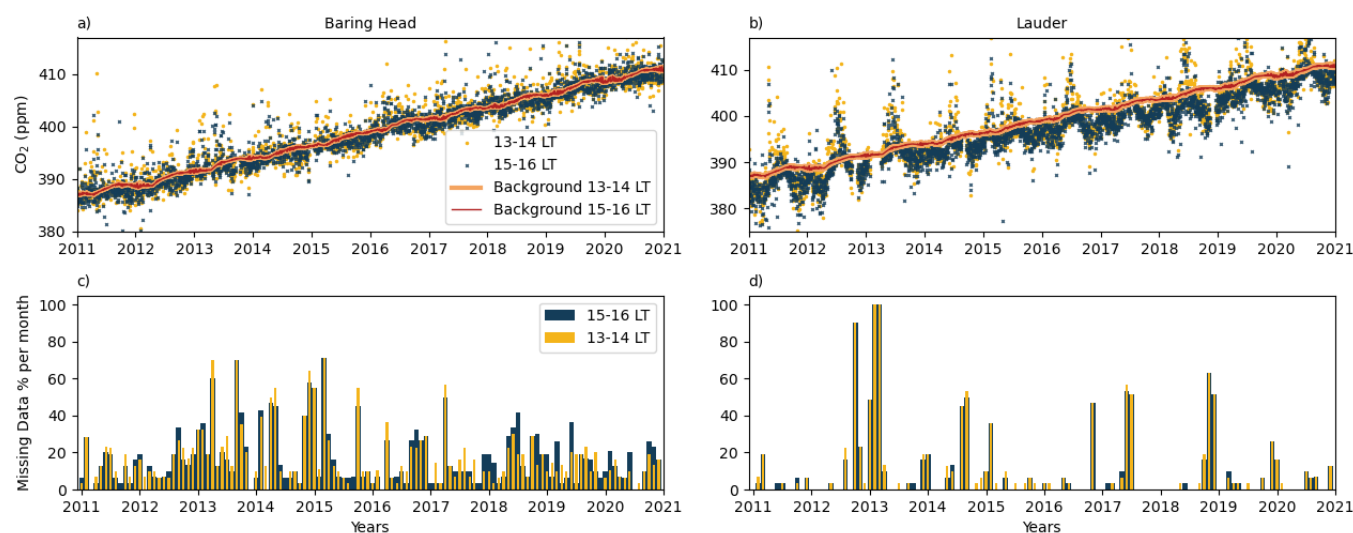 a) Baring Head
b) Lauder
CO₂ (ppm)
410
400
390
380
13-14 LT
15-16 LT
Background 13-14 LT
Background 15-16 LT
2011 2012 2013 2014 2015 2016 2017 2018 2019 2020 2021
410
400
390
380
2011 2012 2013 2014 2015 2016 2017 2018 2019 2020 2021
c)
d)
Missing Data % per month
100
80
60
40
20
0
15-16 LT
13-14 LT
2011 2012 2013 2014 2015 2016 2017 2018 2019 2020 2021
Years
100
80
60
40
20
0
2011 2012 2013 2014 2015 2016 2017 2018 2019 2020 2021
Years